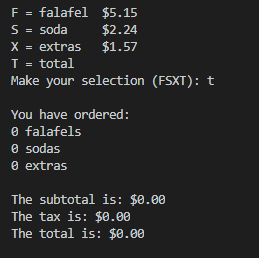 F = falafel  $5.15
S = soda     $2.24
X = extras   $1.57
T = total
Make your selection (FSXT): t

You have ordered:
0 falafels
0 sodas
0 extras

The subtotal is: $0.00
The tax is: $0.00
The total is: $0.00